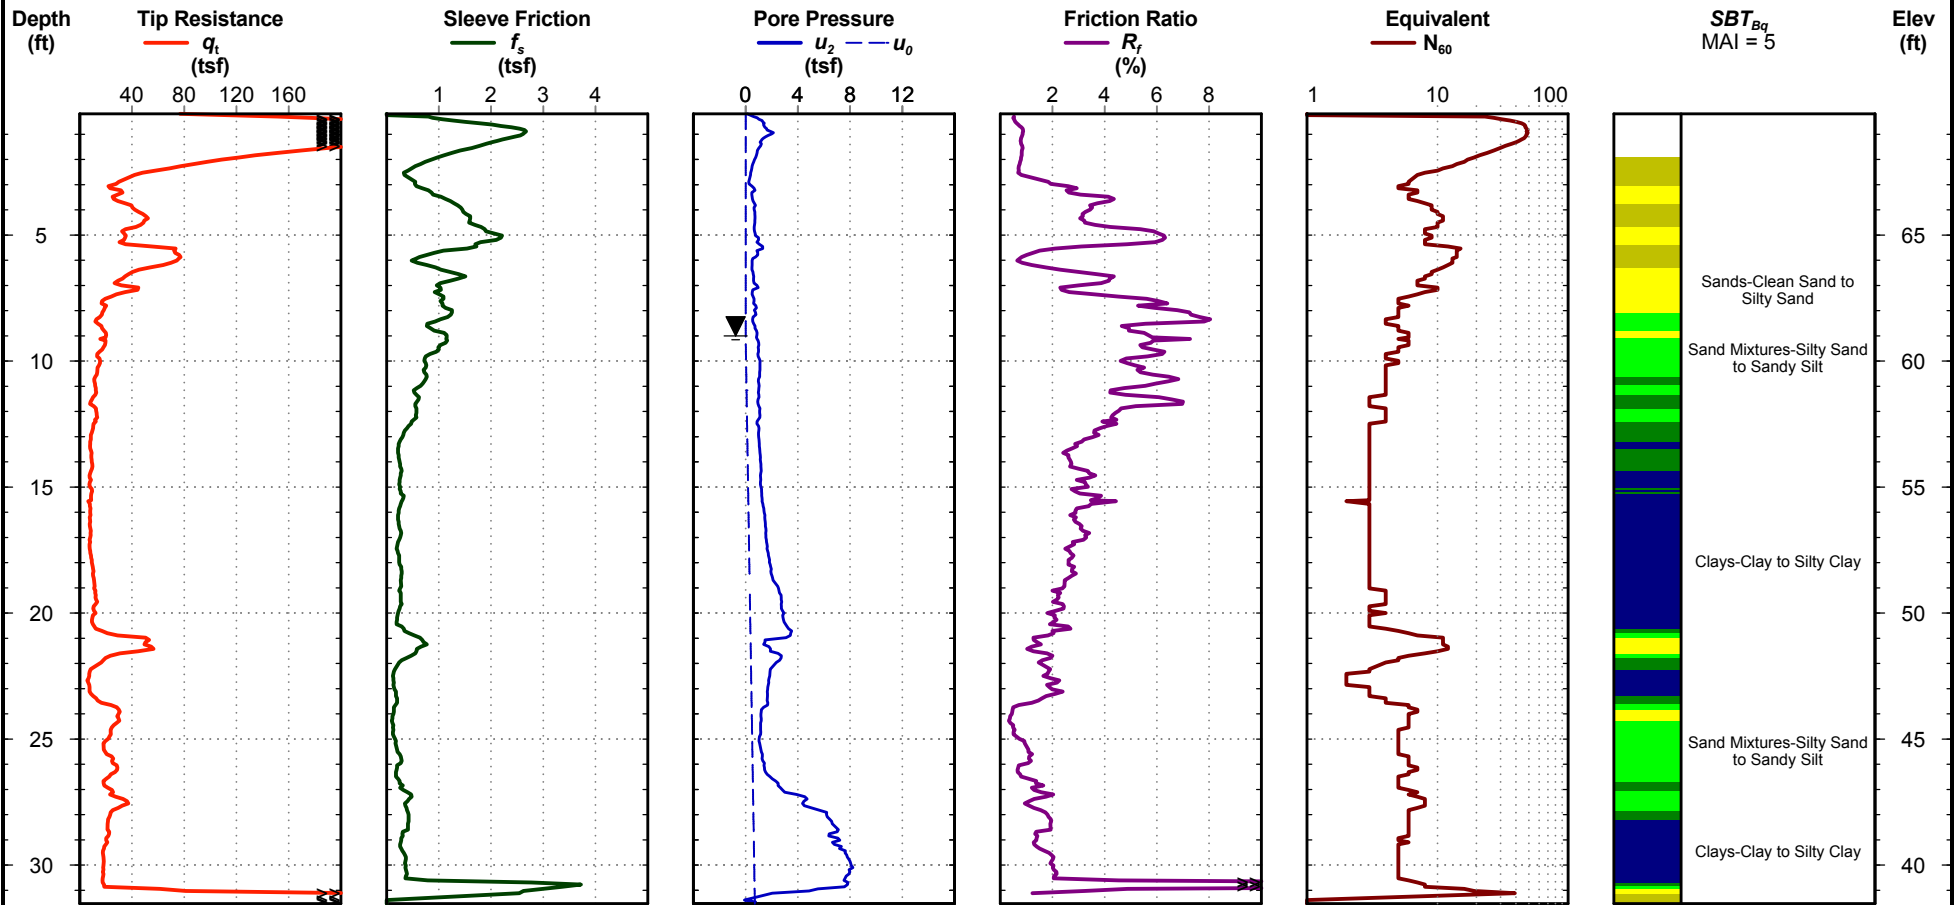 Depth
(ft)
Tip Resistance
qt
(tsf)
Sleeve Friction
fs
(tsf)
Pore Pressure
u2 u0
(tsf)
Friction Ratio
Rf
(%)
Equivalent
N60
SBTBq
MAI = 5
Elev
(ft)
40 80 120 160
1 2 3 4
0 4 8 12
2 4 6 8
1 10 100
5
10
15
20
25
30
Sands-Clean Sand to
Silty Sand
Sand Mixtures-Silty Sand
to Sandy Silt
Clays-Clay to Silty Clay
Sand Mixtures-Silty Sand
to Sandy Silt
Clays-Clay to Silty Clay
65
60
55
50
45
40